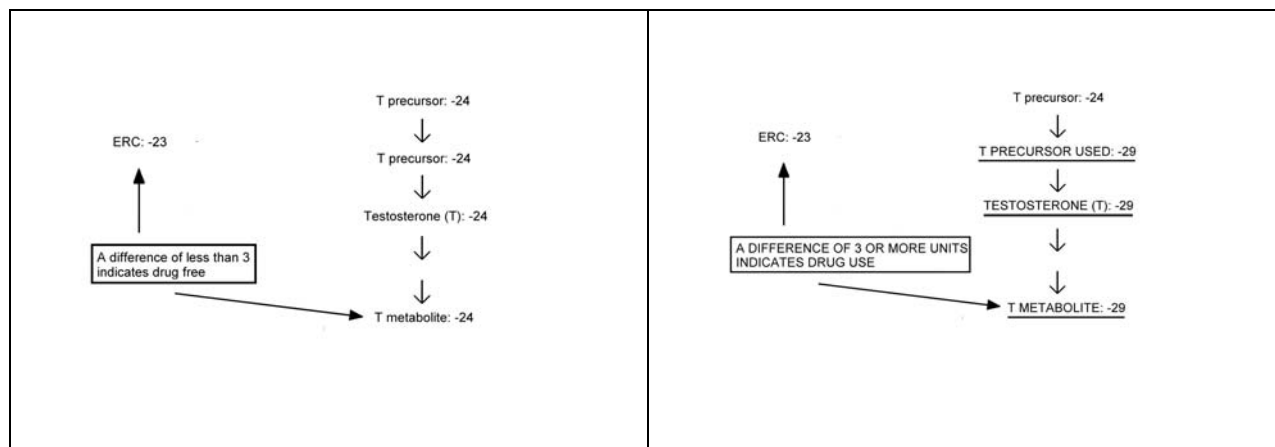 T precursor: -24
ERC: -23
T precursor: -24
Testosterone (T): -24
A difference of less than 3
indicates drug free
T metabolite: -24
T precursor: -24
ERC: -23
T PRECURSOR USED: -29
TESTOSTERONE (T): -29
A DIFFERENCE OF 3 OR MORE UNITS
INDICATES DRUG USE
T METABOLITE: -29